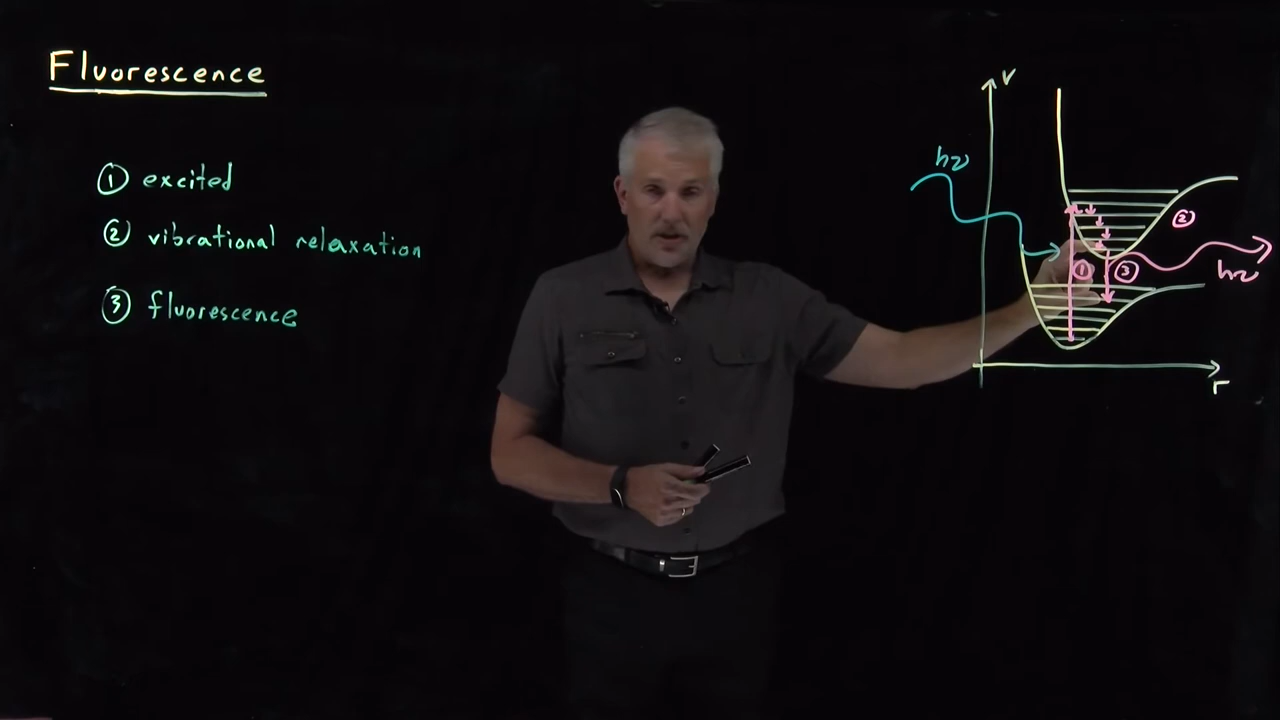 Fluorescence
① excited
② vibrational relaxation
③ fluorescence
V
hν
②
① ③
hν
r